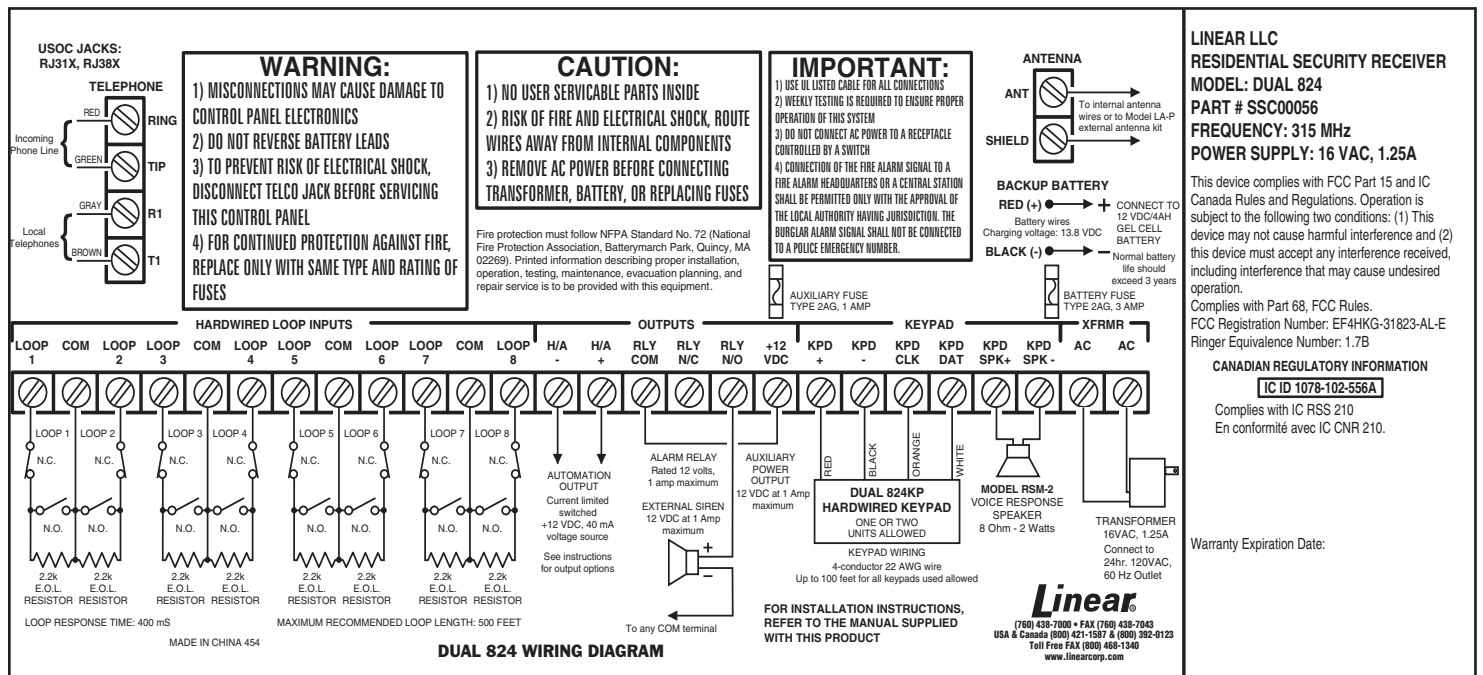 USOC JACKS:
RJ31X, RJ38X
TELEPHONE
RED
RING
Incoming
Phone Line
GREEN
TIP
GRAY
R1
Local
Telephones
BROWN
T1
WARNING:
1) MISCONNECTIONS MAY CAUSE DAMAGE TO
CONTROL PANEL ELECTRONICS
2) DO NOT REVERSE BATTERY LEADS
3) TO PREVENT RISK OF ELECTRICAL SHOCK,
DISCONNECT TELCO JACK BEFORE SERVICING
THIS CONTROL PANEL
4) FOR CONTINUED PROTECTION AGAINST FIRE,
REPLACE ONLY WITH SAME TYPE AND RATING OF
FUSES
CAUTION:
1) NO USER SERVICABLE PARTS INSIDE
2) RISK OF FIRE AND ELECTRICAL SHOCK, ROUTE
WIRES AWAY FROM INTERNAL COMPONENTS
3) REMOVE AC POWER BEFORE CONNECTING
TRANSFORMER, BATTERY, OR REPLACING FUSES
Fire protection must follow NFPA Standard No. 72 (National
Fire Protection Association, Batterymarch Park, Quincy, MA
02269). Printed information describing proper installation,
operation, testing, maintenance, evacuation planning, and
repair service is to be provided with this equipment.
IMPORTANT:
1) USE UL LISTED CABLE FOR ALL CONNECTIONS
2) WEEKLY TESTING IS REQUIRED TO ENSURE PROPER
OPERATION OF THIS SYSTEM
3) DO NOT CONNECT AC POWER TO A RECEPTACLE
CONTROLLED BY A SWITCH
4) CONNECTION OF THE FIRE ALARM SIGNAL TO A
FIRE ALARM HEADQUARTERS OR A CENTRAL STATION
SHALL BE PERMITTED ONLY WITH THE APPROVAL OF
THE LOCAL AUTHORITY HAVING JURISDICTION. THE
BURGLAR ALARM SIGNAL SHALL NOT BE CONNECTED
TO A POLICE EMERGENCY NUMBER.
AUXILIARY FUSE
TYPE 2AG, 1 AMP
ANTENNA
ANT
SHIELD
To internal antenna
wires or to Model LA-P
external antenna kit
BACKUP BATTERY
RED (+)
+
Battery wires
Charging voltage: 13.8 VDC
BLACK (-)
–
CONNECT TO
12 VDC/4AH
GEL CELL
BATTERY
Normal battery
life should
exceed 3 years
BATTERY FUSE
TYPE 2AG, 3 AMP
HARDWIRED LOOP INPUTS OUTPUTS KEYPAD XFRMR
LOOP COM LOOP LOOP COM LOOP LOOP COM LOOP LOOP COM LOOP H/A H/A RLY RLY RLY +12 KPD KPD KPD KPD KPD KPD AC AC
1 2 3 4 5 6 7 8 - + COM N/C N/O VDC + - CLK DAT SPK+ SPK -
LOOP 1 LOOP 2 LOOP 3 LOOP 4 LOOP 5 LOOP 6 LOOP 7 LOOP 8
N.C. N.C. N.C. N.C. N.C. N.C. N.C. N.C.
N.O. N.O. N.O. N.O. N.O. N.O. N.O. N.O.
2.2k 2.2k 2.2k 2.2k 2.2k 2.2k 2.2k 2.2k
E.O.L. E.O.L. E.O.L. E.O.L. E.O.L. E.O.L. E.O.L. E.O.L.
RESISTOR RESISTOR RESISTOR RESISTOR RESISTOR RESISTOR RESISTOR RESISTOR
LOOP RESPONSE TIME: 400 mS MAXIMUM RECOMMENDED LOOP LENGTH: 500 FEET
MADE IN CHINA 454
AUTOMATION
OUTPUT
Current limited
switched
+12 VDC, 40 mA
voltage source
See instructions
for output options
ALARM RELAY
Rated 12 volts,
1 amp maximum
EXTERNAL SIREN
12 VDC at 1 Amp
maximum
+
–
To any COM terminal
AUXILIARY
POWER
OUTPUT
12 VDC at 1 Amp
maximum
RED
BLACK
ORANGE
WHITE
DUAL 824KP
HARDWIRED KEYPAD
ONE OR TWO
UNITS ALLOWED
KEYPAD WIRING
4-conductor 22 AWG wire
Up to 100 feet for all keypads used allowed
MODEL RSM-2
VOICE RESPONSE
SPEAKER
8 Ohm - 2 Watts
TRANSFORMER
16VAC, 1.25A
Connect to
24hr. 120VAC,
60 Hz Outlet
FOR INSTALLATION INSTRUCTIONS,
REFER TO THE MANUAL SUPPLIED
WITH THIS PRODUCT
DUAL 824 WIRING DIAGRAM
Linear®
(760) 438-7000 • FAX (760) 438-7043
USA & Canada (800) 421-1587 & (800) 392-0123
Toll Free FAX (800) 468-1340
www.linearcorp.com
LINEAR LLC
RESIDENTIAL SECURITY RECEIVER
MODEL: DUAL 824
PART # SSC00056
FREQUENCY: 315 MHz
POWER SUPPLY: 16 VAC, 1.25A
This device complies with FCC Part 15 and IC
Canada Rules and Regulations. Operation is
subject to the following two conditions: (1) This
device may not cause harmful interference and (2)
this device must accept any interference received,
including interference that may cause undesired
operation.
Complies with Part 68, FCC Rules.
FCC Registration Number: EF4HKG-31823-AL-E
Ringer Equivalence Number: 1.7B
CANADIAN REGULATORY INFORMATION
IC ID 1078-102-556A
Complies with IC RSS 210
En conformité avec IC CNR 210.
Warranty Expiration Date: